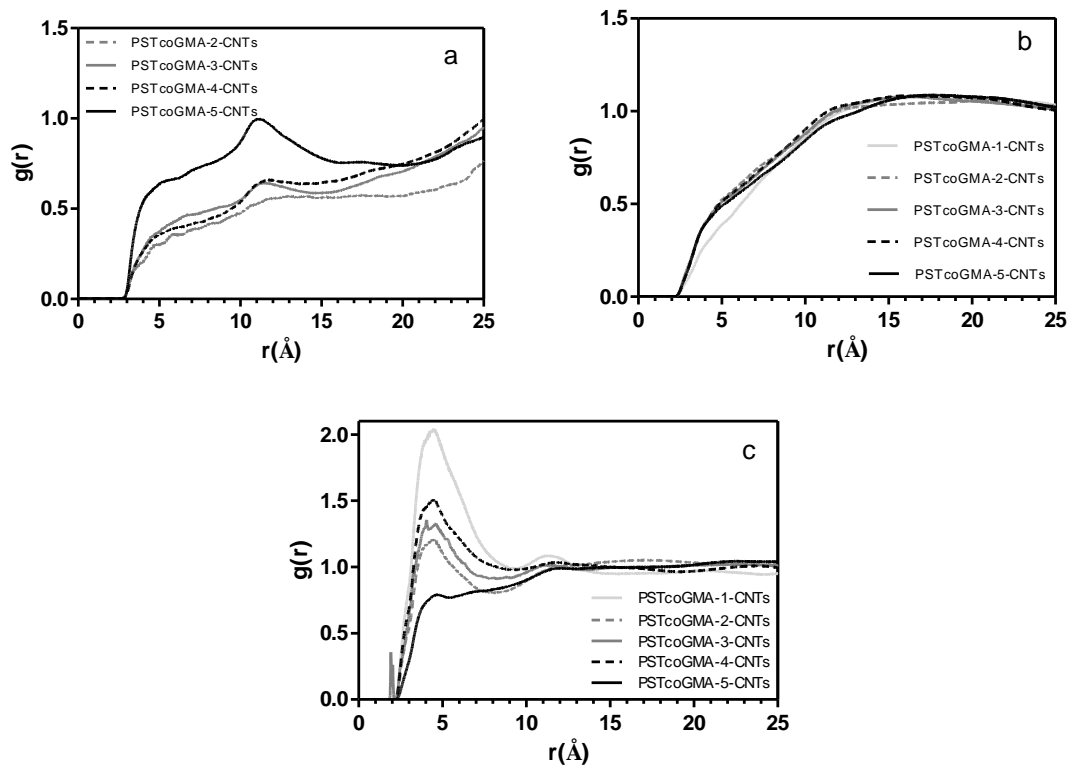 a
PSTcoGMA-2-CNTs
PSTcoGMA-3-CNTs
PSTcoGMA-4-CNTs
PSTcoGMA-5-CNTs
g(r)
1.5
1.0
0.5
0.0
0 5 10 15 20 25
r(Å)
b
PSTcoGMA-1-CNTs
PSTcoGMA-2-CNTs
PSTcoGMA-3-CNTs
PSTcoGMA-4-CNTs
PSTcoGMA-5-CNTs
g(r)
1.5
1.0
0.5
0.0
0 5 10 15 20 25
r(Å)
c
PSTcoGMA-1-CNTs
PSTcoGMA-2-CNTs
PSTcoGMA-3-CNTs
PSTcoGMA-4-CNTs
PSTcoGMA-5-CNTs
g(r)
2.0
1.5
1.0
0.5
0.0
0 5 10 15 20 25
r(Å)